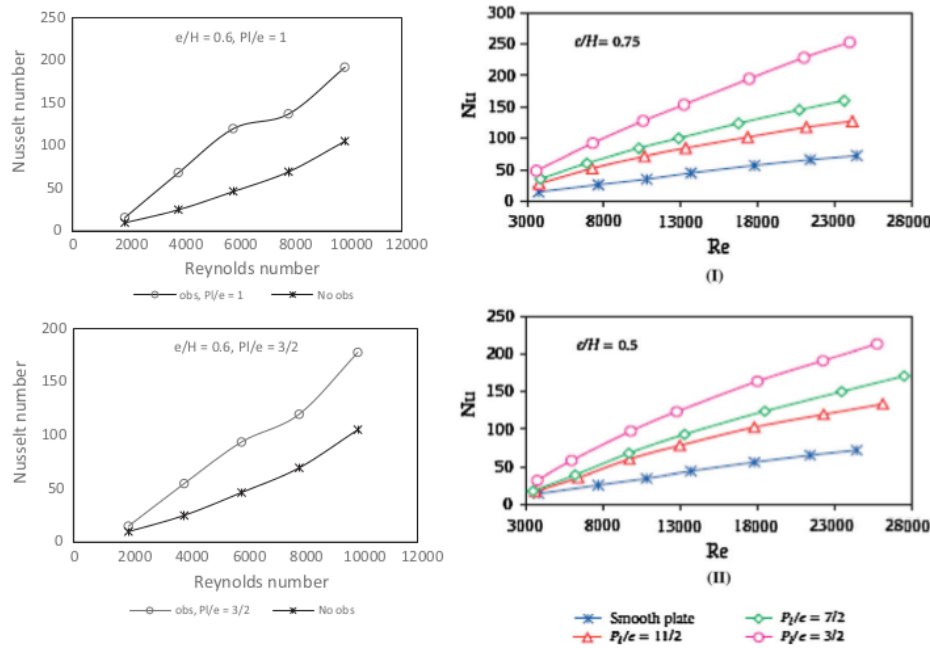 e/H = 0.6, Pl/e = 1
Nusselt number
250
200
150
100
50
0
0 2000 4000 6000 8000 10000 12000
Reynolds number
obs, Pl/e = 1 No obs
e/H = 0.6, Pl/e = 3/2
Nusselt number
200
150
100
50
0
0 2000 4000 6000 8000 10000 12000
Reynolds number
obs, Pl/e = 3/2 No obs
e/H = 0.75
Nu
300
250
200
150
100
50
0
3000 8000 13000 18000 23000 28000
Re
(I)
e/H = 0.5
Nu
250
200
150
100
50
0
3000 8000 13000 18000 23000 28000
Re
(II)
Smooth plate Pl/e = 7/2
Pl/e = 11/2 Pl/e = 3/2